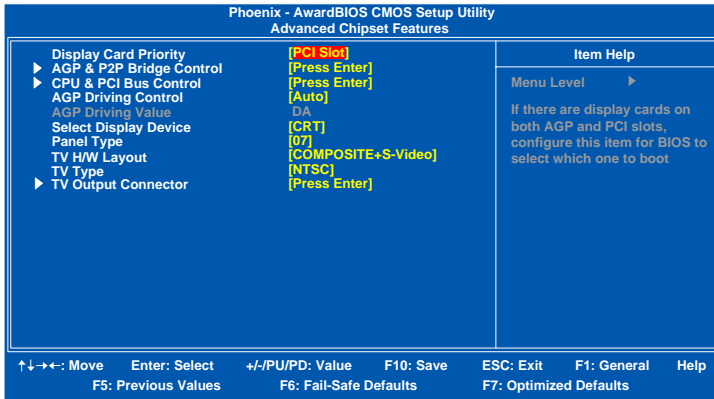 Phoenix - AwardBIOS CMOS Setup Utility
Advanced Chipset Features
Display Card Priority [PCI Slot]
AGP & P2P Bridge Control [Press Enter]
CPU & PCI Bus Control [Press Enter]
AGP Driving Control [Auto]
AGP Driving Value DA
Select Display Device [CRT]
Panel Type [07]
TV H/W Layout [COMPOSITE+S-Video]
TV Type [NTSC]
TV Output Connector [Press Enter]
Item Help
Menu Level
If there are display cards on
both AGP and PCI slots,
configure this item for BIOS to
select which one to boot
↑↓→←: Move Enter: Select +/-/PU/PD: Value F10: Save ESC: Exit F1: General Help
F5: Previous Values F6: Fail-Safe Defaults F7: Optimized Defaults